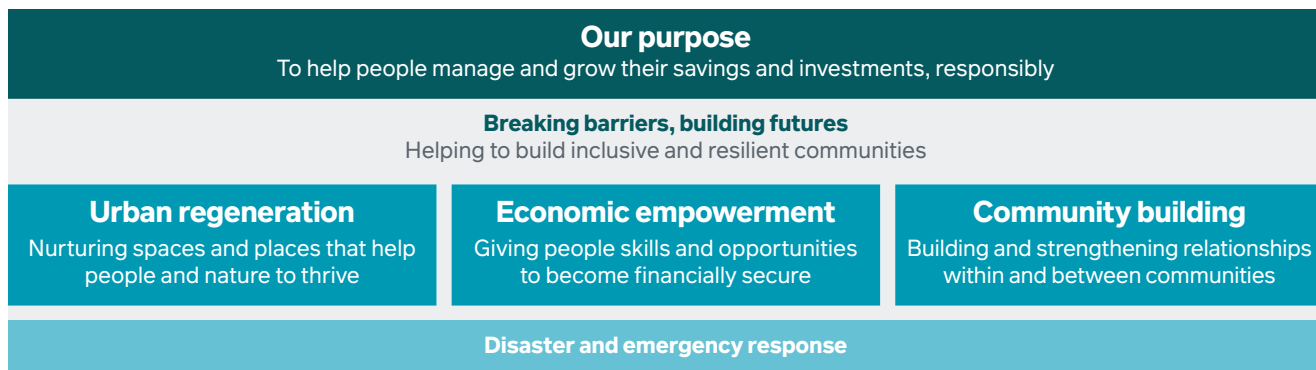 Our purpose
To help people manage and grow their savings and investments, responsibly
Breaking barriers, building futures
Helping to build inclusive and resilient communities
Urban regeneration
Nurturing spaces and places that help
people and nature to thrive
Economic empowerment
Giving people skills and opportunities
to become financially secure
Community building
Building and strengthening relationships
within and between communities
Disaster and emergency response